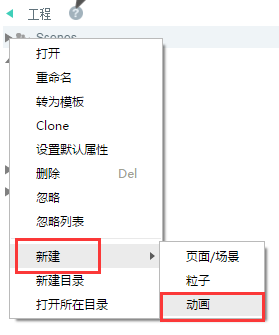 工程 ?
Scenes
打开
重命名
转为模板
Clone
设置默认属性
删除 Del
忽略
忽略列表
新建
页面/场景
新建目录
粒子
打开所在目录
动画